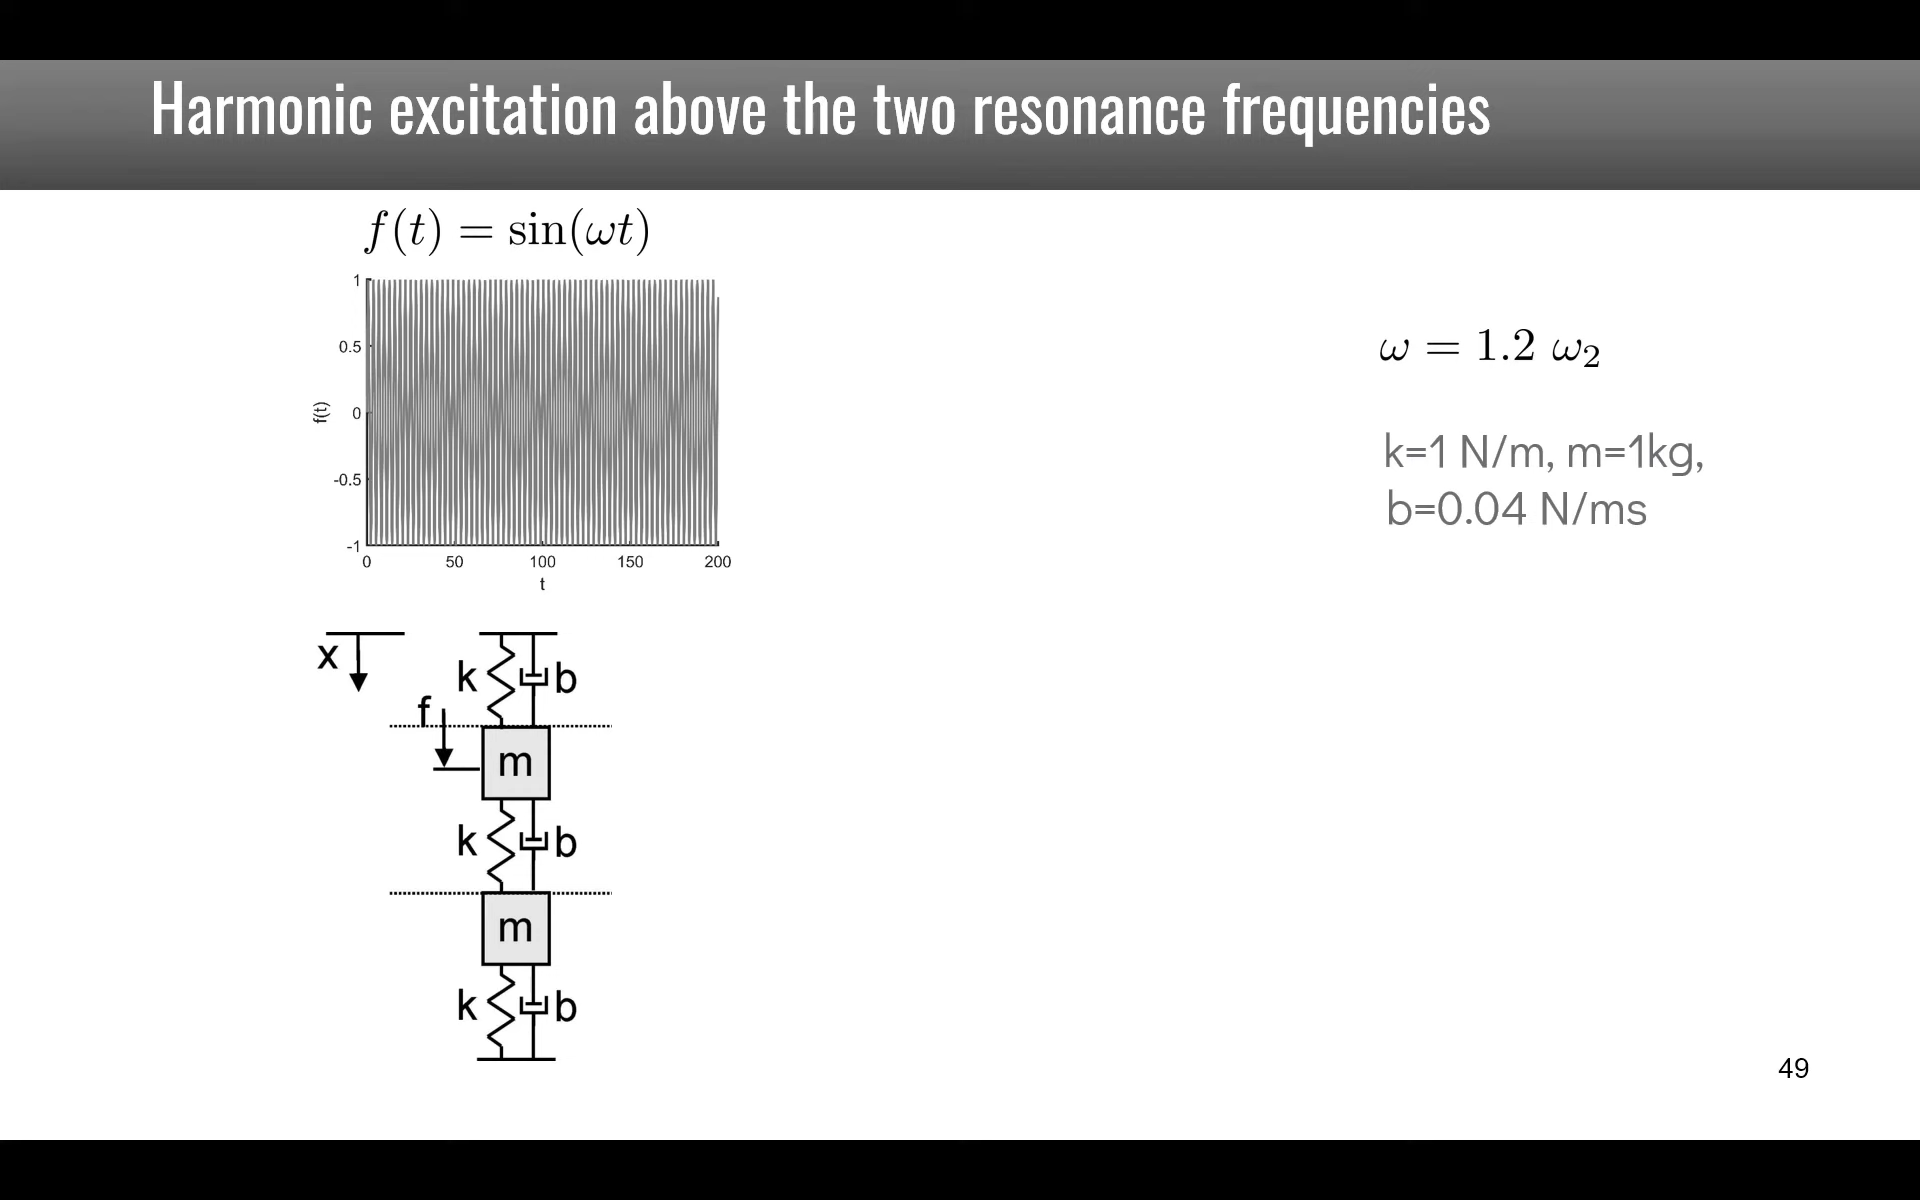 Harmonic excitation above the two resonance frequencies
f(t) = sin(ωt)
1
0.5
0
-0.5
-1
f(t)
0 50 100 150 200
t
ω = 1.2 ω₂
k=1 N/m, m=1kg,
b=0.04 N/ms
x
k b
f
m
k b
m
k b
49